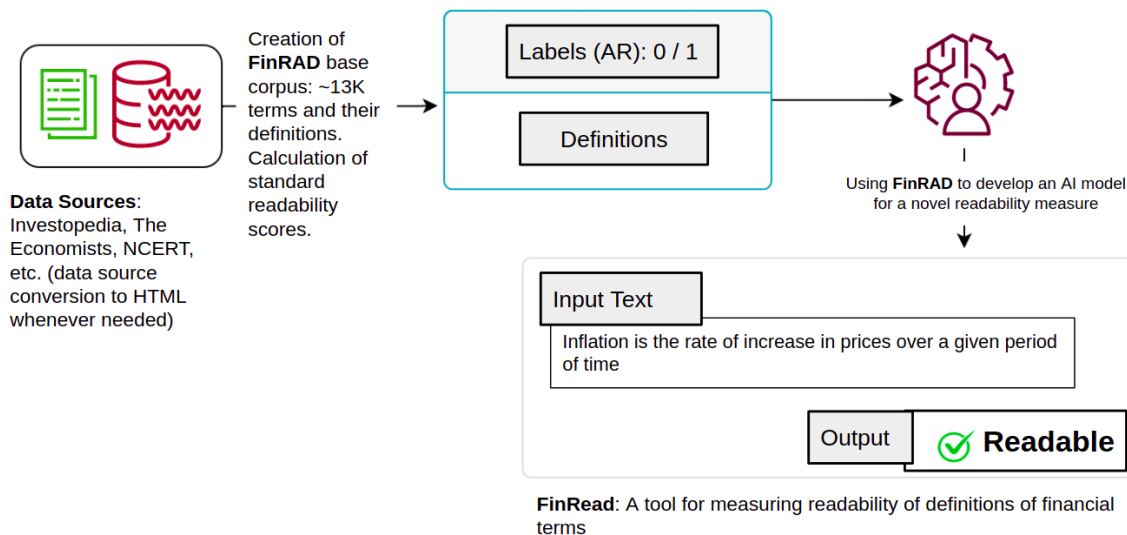 Creation of
FinRAD base
corpus: ~13K
terms and their
definitions.
Calculation of
standard
readability
scores.
Data Sources:
Investopedia, The
Economists, NCERT,
etc. (data source
conversion to HTML
whenever needed)
Labels (AR): 0 / 1
Definitions
Using FinRAD to develop an AI model
for a novel readability measure
Input Text
Inflation is the rate of increase in prices over a given period
of time
Output
Readable
FinRead: A tool for measuring readability of definitions of financial
terms